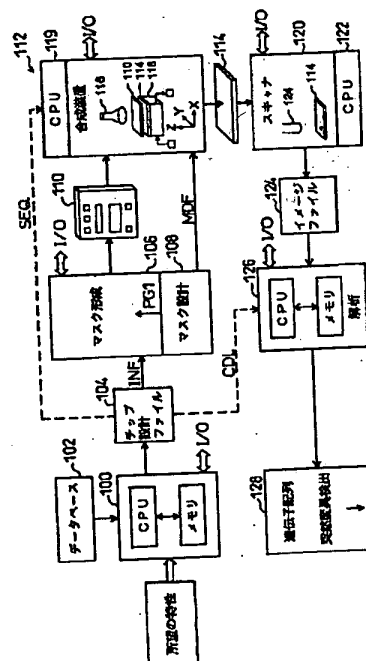 所望の特性
データベース
102
100
CPU
メモリ
I/O
チップ
設計
ファイル
104
INF
SEQ
CDL
I/O
マスク形成
106
PG1
108
マスク設計
110
MDF
112
119
CPU
I/O
合成装置
118
110
114
116
Z
Y
X
114
I/O
スキャナ
120
124
114
CPU
122
124
イメージ
ファイル
I/O
126
CPU
メモリ
解析
128
遺伝子配列
突然変異検出